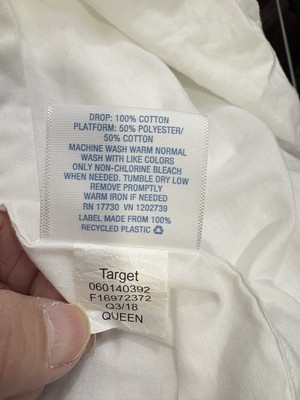 DROP: 100% COTTON
PLATFORM: 50% POLYESTER/
50% COTTON
MACHINE WASH WARM NORMAL
WASH WITH LIKE COLORS
ONLY NON-CHLORINE BLEACH
WHEN NEEDED. TUMBLE DRY LOW
REMOVE PROMPTLY
WARM IRON IF NEEDED
RN 17730 VN 1202739
LABEL MADE FROM 100%
RECYCLED PLASTIC
Target
060140392
F16972372
Q3/18
QUEEN